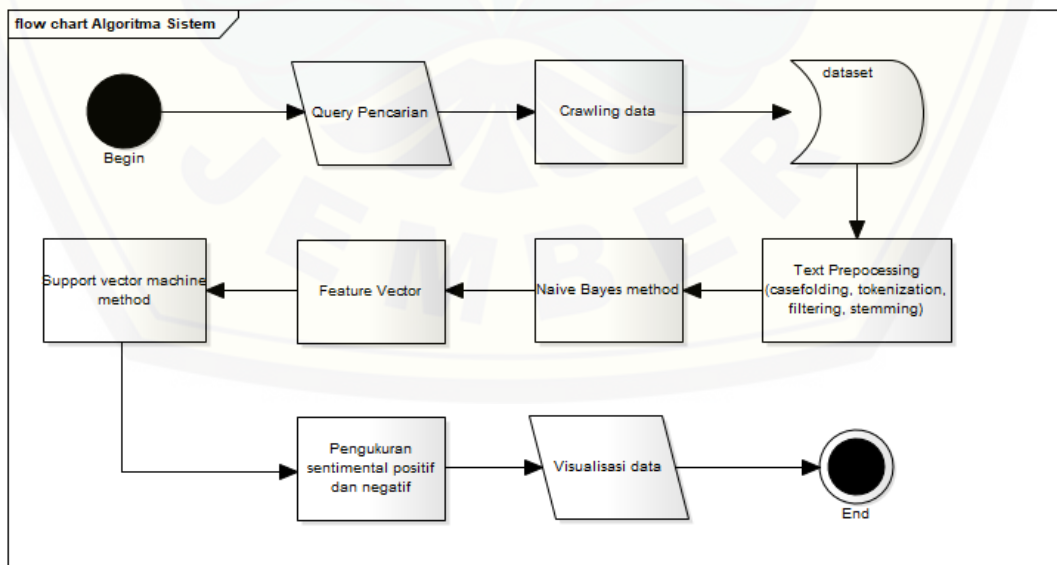 flow chart Algoritma Sistem
Begin
Query Pencarian
Crawling data
dataset
Support vector machine
method
Feature Vector
Naive Bayes method
Text Prepocessing
(casefolding, tokenization,
filtering, stemming)
Pengukuran
sentimental positif
dan negatif
Visualisasi data
End
JEMBER